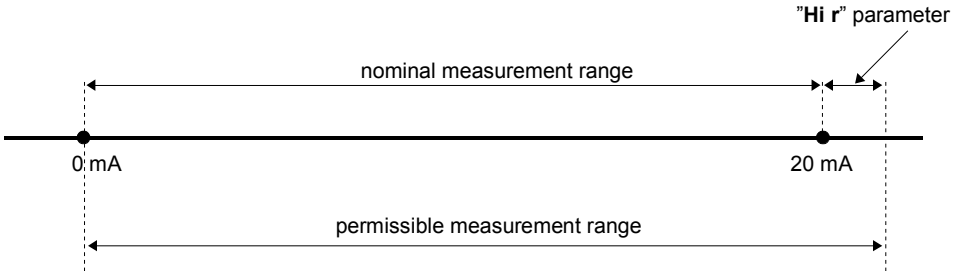 ”Hi r” parameter
nominal measurement range
0 mA
20 mA
permissible measurement range